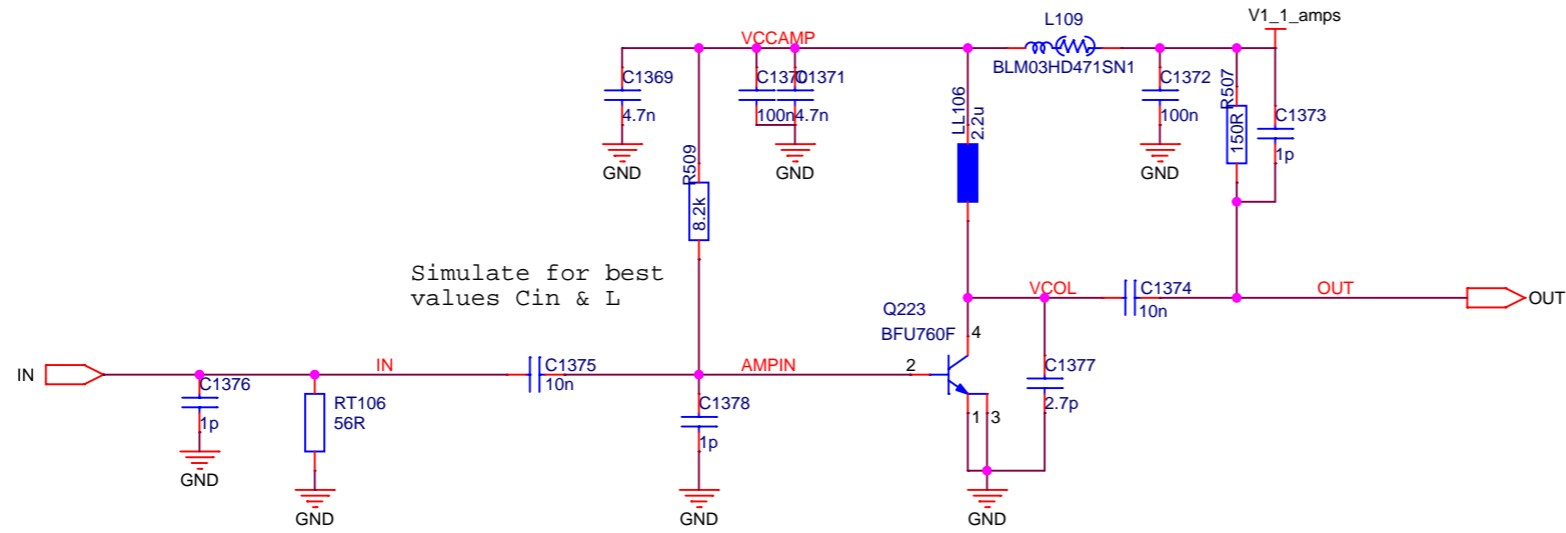 V1_1_amps
L109
VCCAMP
BLM03HD471SN1
C1369
4.7n
C1370
100n
C1371
4.7n
LL106
2.2u
C1372
100n
R507
150R
C1373
1p
GND
GND
GND
R509
8.2k
Simulate for best
values Cin & L
VCOL
C1374
10n
OUT
OUT
Q223
BFU760F
4
IN
IN
C1375
10n
AMPIN
2
C1376
1p
RT106
56R
C1378
1p
1
3
C1377
2.7p
GND
GND
GND
GND